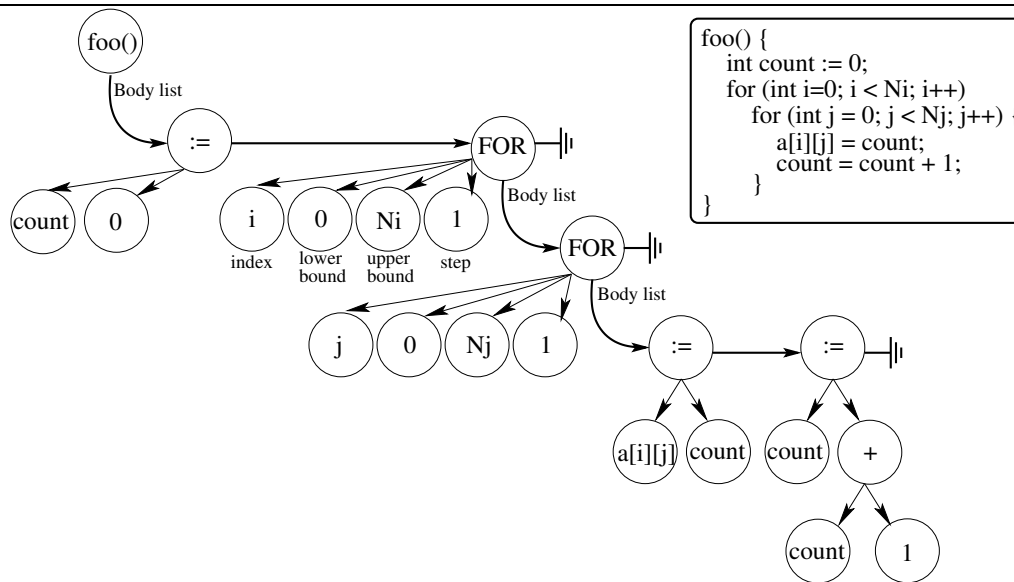 foo()
Body list
:=
FOR
count
0
i
0
Ni
1
index
lower
bound
upper
bound
step
Body list
FOR
Body list
j
0
Nj
1
:=
:=
a[i][j]
count
count
+
count
1
foo() {
int count := 0;
for (int i=0; i < Ni; i++)
for (int j = 0; j < Nj; j++)
a[i][j] = count;
count = count + 1;
}
}